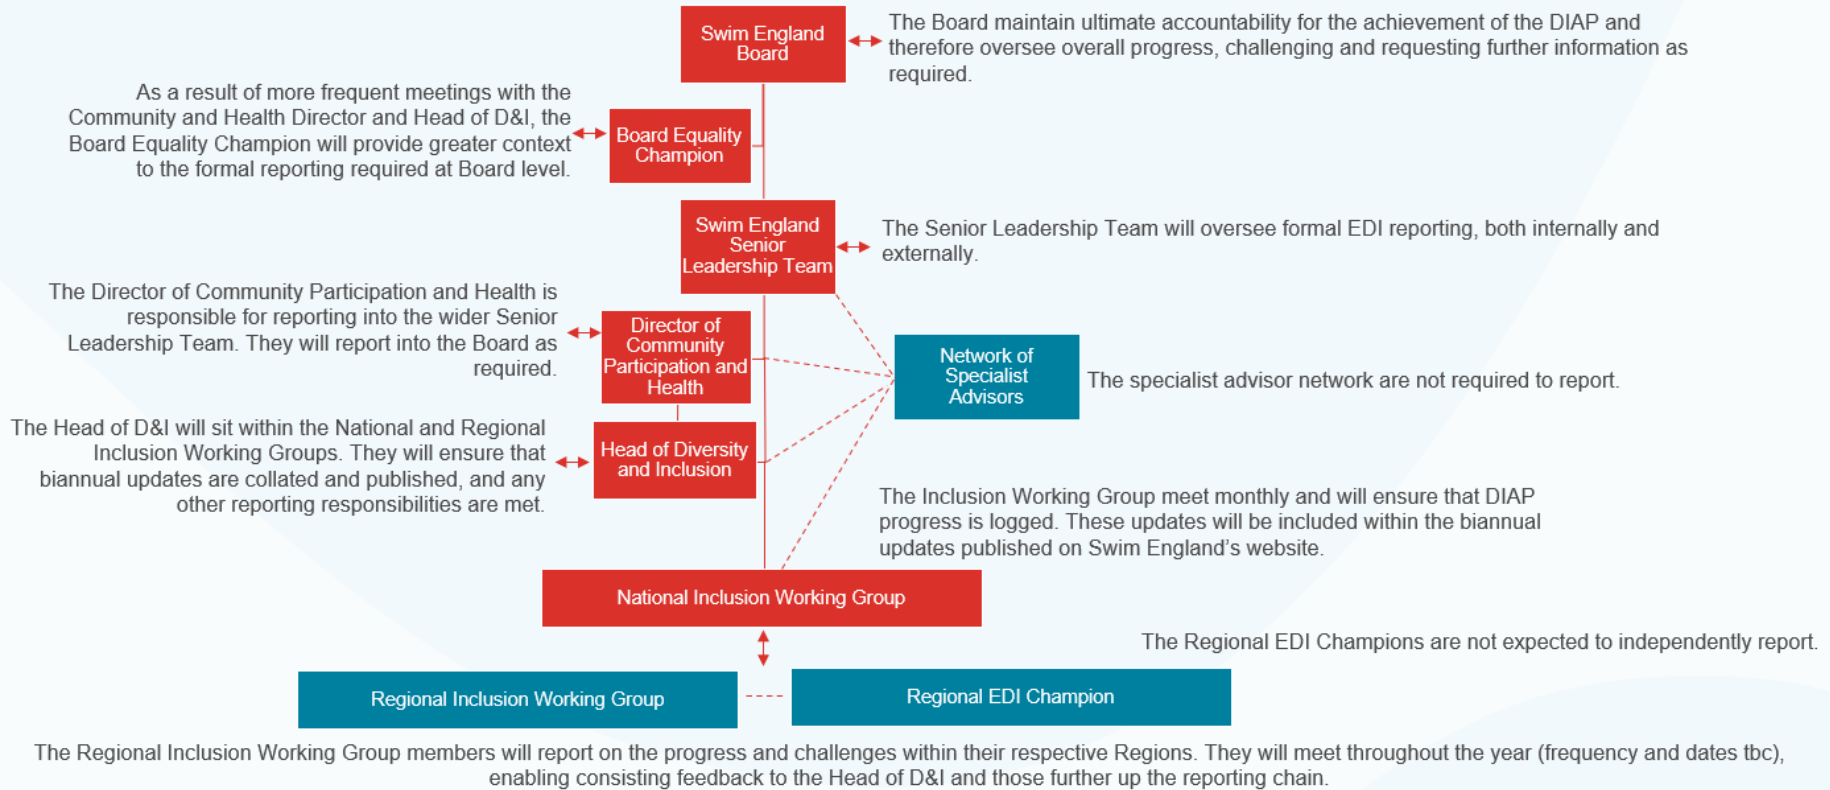 Swim England
Board
The Board maintain ultimate accountability for the achievement of the DIAP and
therefore oversee overall progress, challenging and requesting further information as
required.
As a result of more frequent meetings with the
Community and Health Director and Head of D&I, the
Board Equality Champion will provide greater context
to the formal reporting required at Board level.
Board Equality
Champion
Swim England
Senior
Leadership Team
The Senior Leadership Team will oversee formal EDI reporting, both internally and
externally.
The Director of Community Participation and Health is
responsible for reporting into the wider Senior
Leadership Team. They will report into the Board as
required.
Director of
Community
Participation and
Health
Network of
Specialist
Advisors
The specialist advisor network are not required to report.
The Head of D&I will sit within the National and Regional
Inclusion Working Groups. They will ensure that
biannual updates are collated and published, and any
other reporting responsibilities are met.
Head of Diversity
and Inclusion
The Inclusion Working Group meet monthly and will ensure that DIAP
progress is logged. These updates will be included within the biannual
updates published on Swim England’s website.
National Inclusion Working Group
The Regional EDI Champions are not expected to independently report.
Regional Inclusion Working Group
Regional EDI Champion
The Regional Inclusion Working Group members will report on the progress and challenges within their respective Regions. They will meet throughout the year (frequency and dates tbc),
enabling consisting feedback to the Head of D&I and those further up the reporting chain.